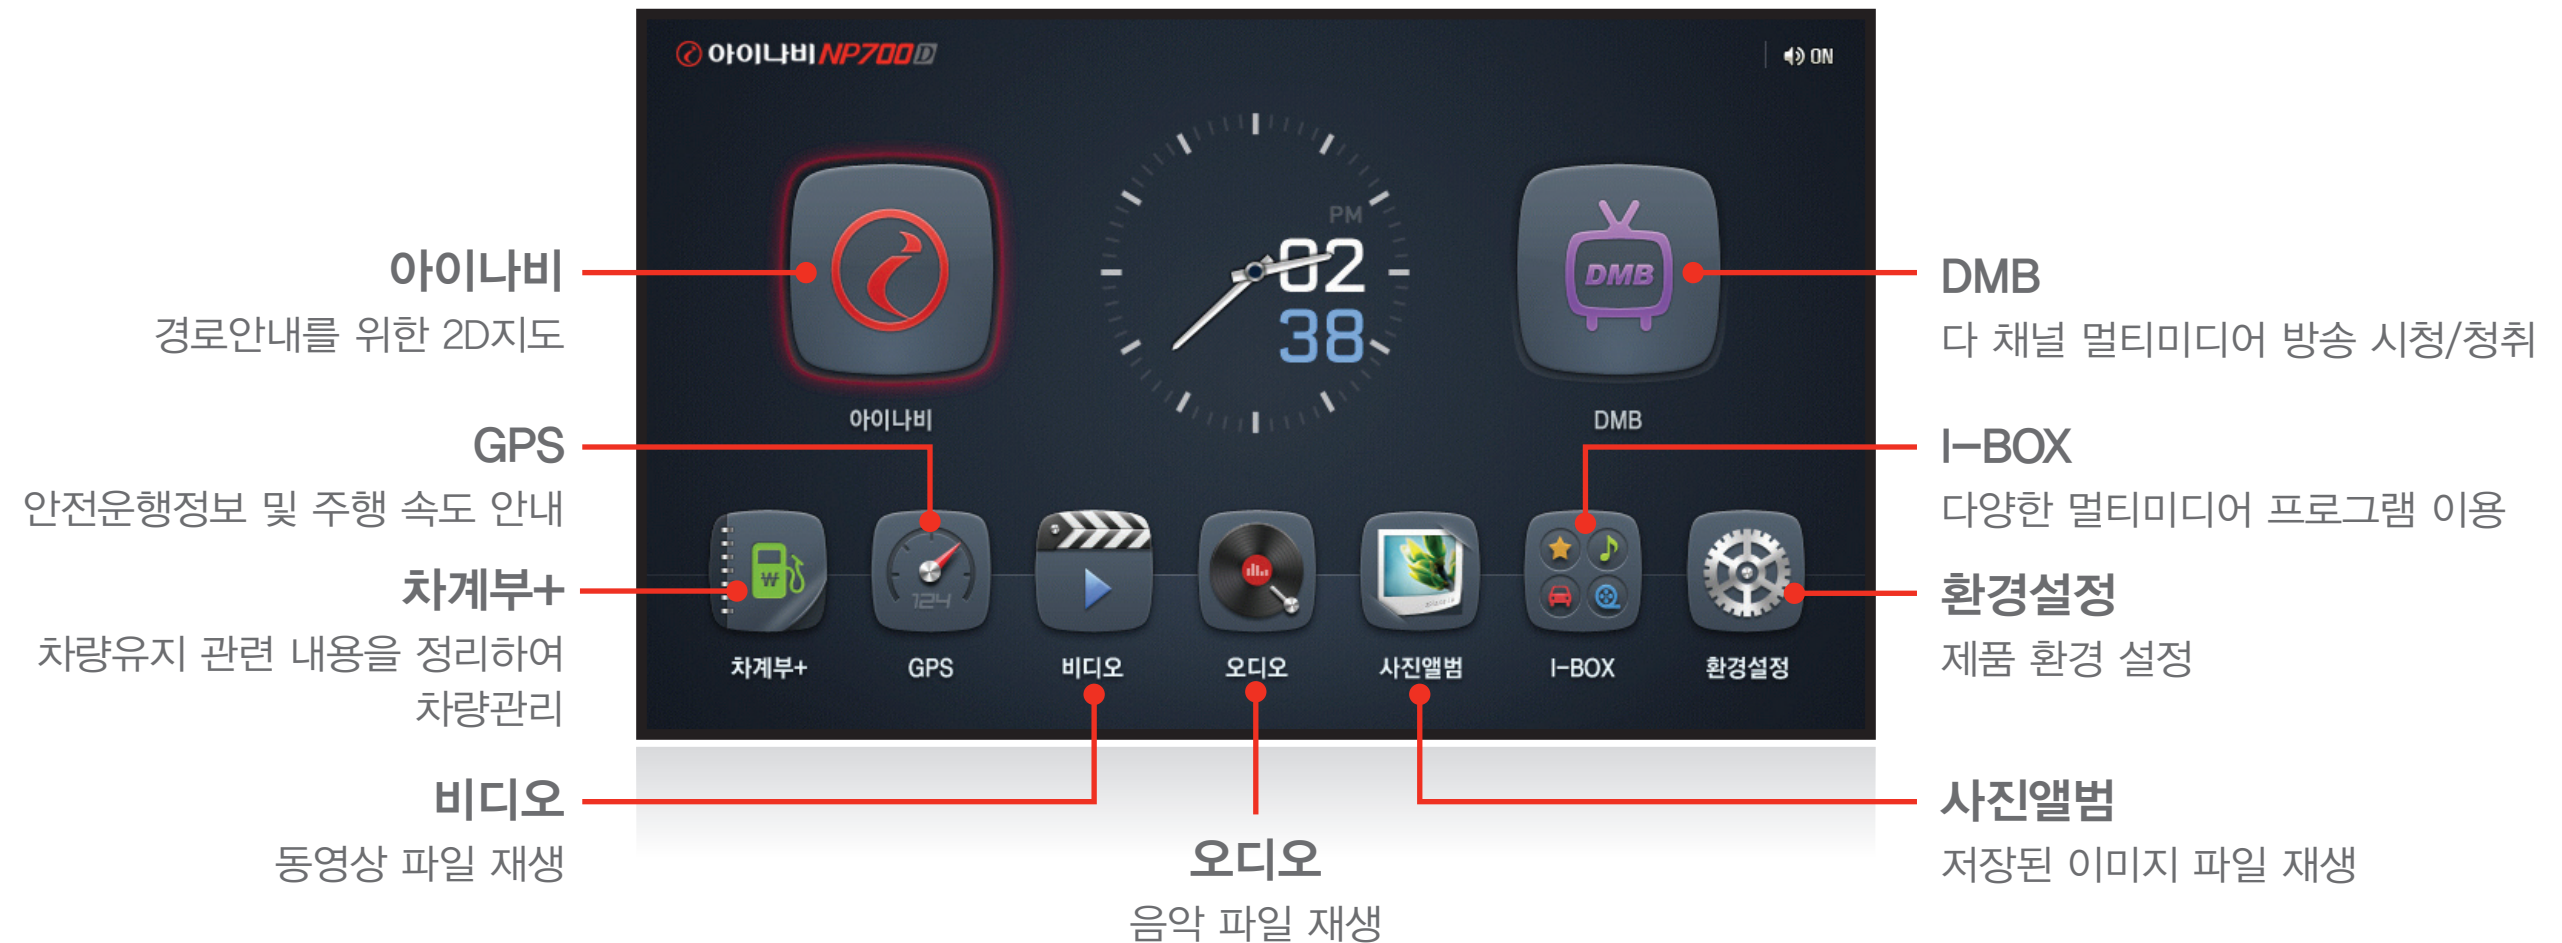 아이나비 NP700D
ON
PM
02
38
아이나비
DMB
DMB
₩
124
차계부+
GPS
비디오
오디오
사진앨범
I-BOX
환경설정
아이나비
경로안내를 위한 2D지도
GPS
안전운행정보 및 주행 속도 안내
차계부+
차량유지 관련 내용을 정리하여
차량관리
비디오
동영상 파일 재생
오디오
음악 파일 재생
DMB
다 채널 멀티미디어 방송 시청/청취
I-BOX
다양한 멀티미디어 프로그램 이용
환경설정
제품 환경 설정
사진앨범
저장된 이미지 파일 재생